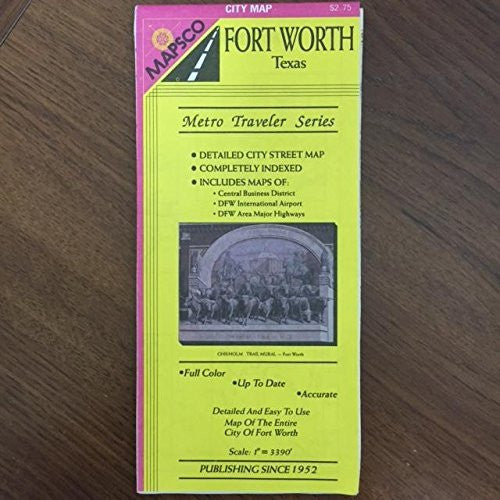 CITY MAP $2.75
MAPSCO
FORT WORTH
Texas
Metro Traveler Series
• DETAILED CITY STREET MAP
• COMPLETELY INDEXED
• INCLUDES MAPS OF:
• Central Business District
• DFW International Airport
• DFW Area Major Highways
CHISHOLM TRAIL MURAL — Fort Worth
•Full Color
•Up To Date
•Accurate
Detailed And Easy To Use
Map Of The Entire
City Of Fort Worth
Scale: 1" = 3390'
PUBLISHING SINCE 1952